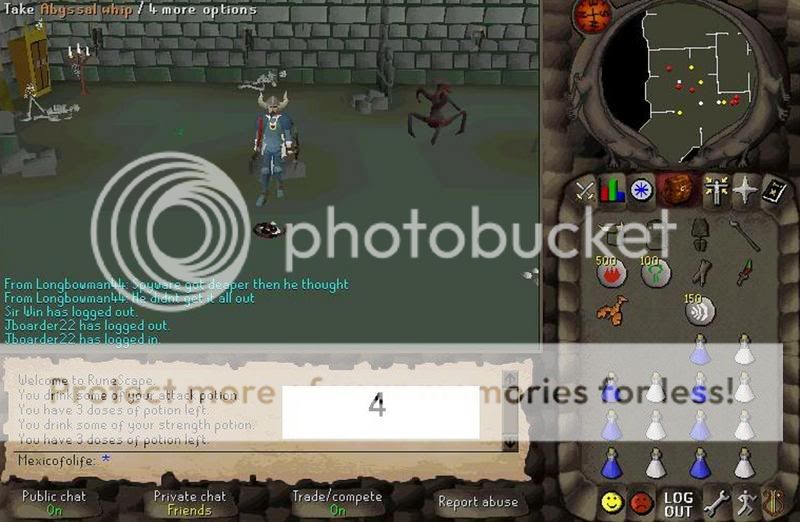 Take Abyssal whip / 4 more options
photobucket
500
100
150
From Longbowman44: Spyware got deaper then he thought
From Longbowman44: He didnt get it all out
Sir Win has logged out.
Jboarder22 has logged out.
Jboarder22 has logged in.
Protect more of memories for less!
Welcome to RuneScape.
You drink some of your attack potion.
You have 3 doses of potion left.
You drink some of your strength potion.
You have 3 doses of potion left.
4
Mexicofolife: *
Public chat
On
Private chat
Friends
Trade/compete
On
Report abuse
LOG
OUT